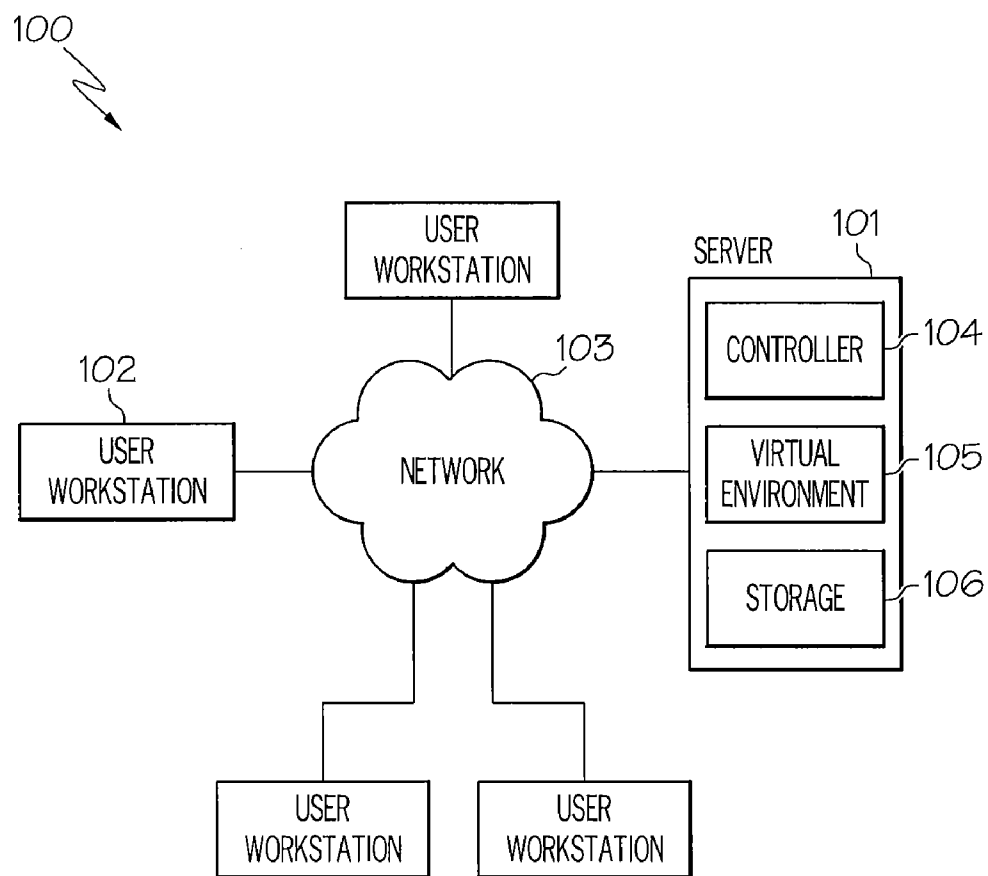 100
USER
WORKSTATION
101
SERVER
CONTROLLER
104
103
102
USER
WORKSTATION
NETWORK
VIRTUAL
ENVIRONMENT
105
STORAGE
106
USER
WORKSTATION
USER
WORKSTATION